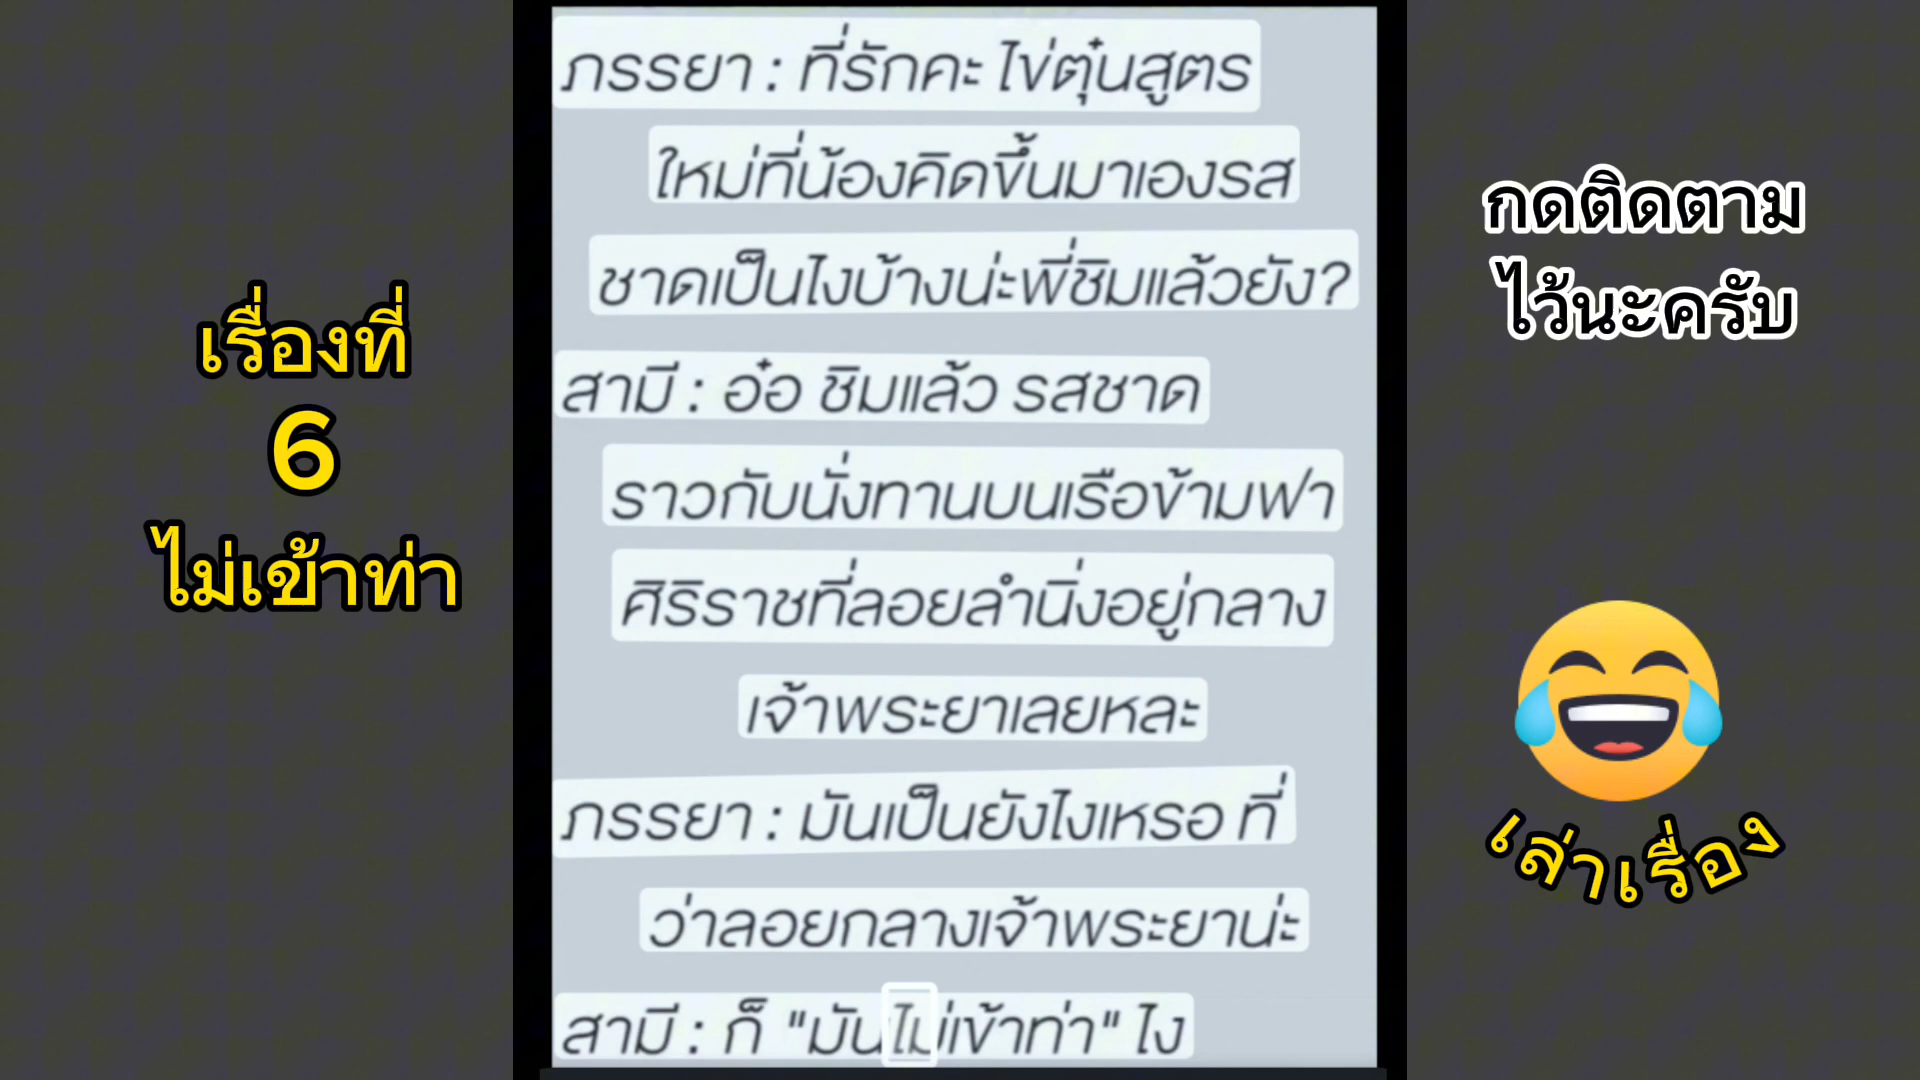 เรื่องที่
6
ไม่เข้าท่า
ภรรยา : ที่รักคะ ไข่ตุ๋นสูตร
ใหม่ที่น้องคิดขึ้นมาเองรส
ชาดเป็นไงบ้างน่ะพี่ชิมแล้วยัง?
สามี : อ๋อ ชิมแล้ว รสชาด
ราวกับนั่งทานบนเรือข้ามฟา
ศิริราชที่ลอยลำนิ่งอยู่กลาง
เจ้าพระยาเลยหละ
ภรรยา : มันเป็นยังไงเหรอ ที่
ว่าลอยกลางเจ้าพระยาน่ะ
สามี : ก็ "มันไม่เข้าท่า" ไง
กดติดตาม
ไว้นะครับ
เล่าเรื่อง